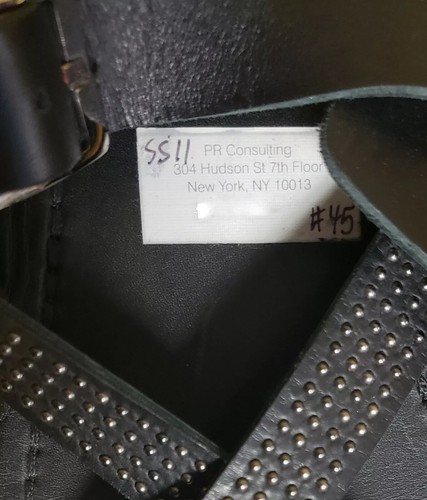 SS11
PR Consulting
304 Hudson St 7th Floor
New York, NY 10013
#45